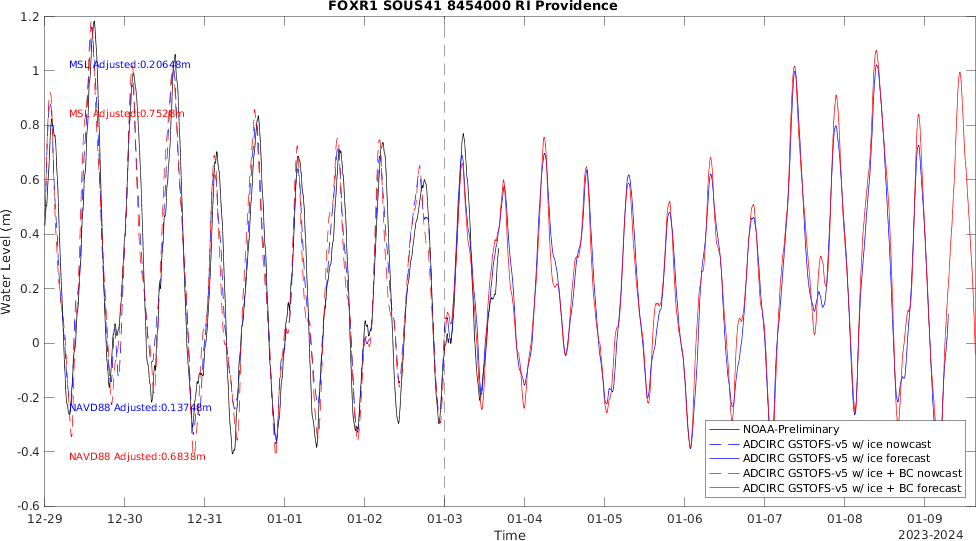 FOXR1 SOUS41 8454000 RI Providence
1.2
1
0.8
0.6
0.4
0.2
0
-0.2
-0.4
-0.6
Water Level (m)
MSL Adjusted:0.20648m
MSL Adjusted:0.7528m
NAVD88 Adjusted:0.13748m
NAVD88 Adjusted:0.6838m
NOAA-Preliminary
ADCIRC GSTOFS-v5 w/ ice nowcast
ADCIRC GSTOFS-v5 w/ ice forecast
ADCIRC GSTOFS-v5 w/ ice + BC nowcast
ADCIRC GSTOFS-v5 w/ ice + BC forecast
12-29 12-30 12-31 01-01 01-02 01-03 01-04 01-05 01-06 01-07 01-08 01-09
Time
2023-2024